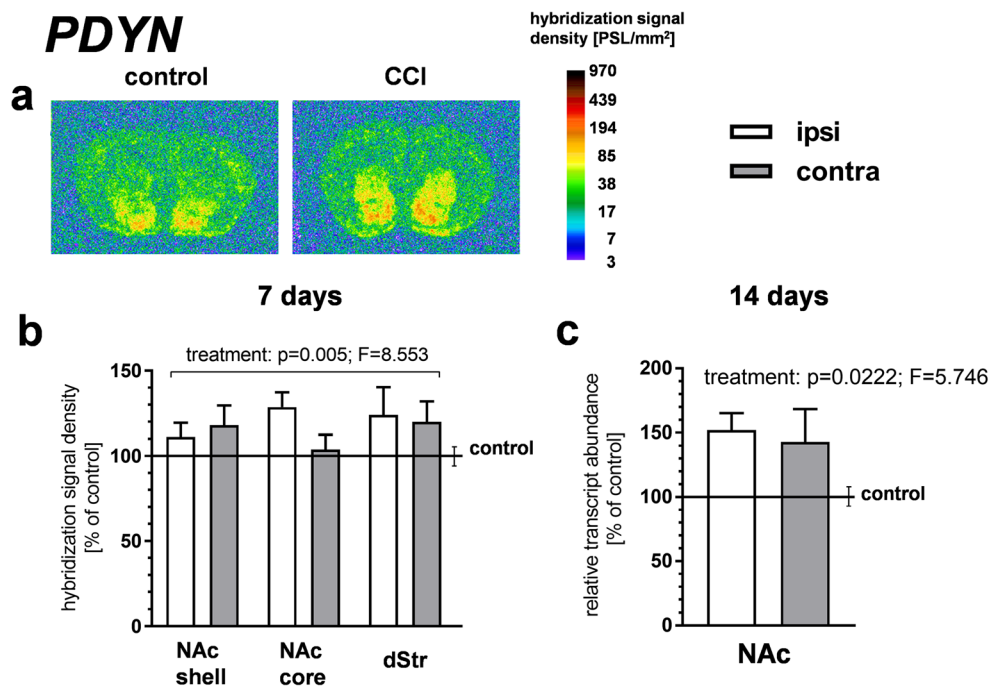 PDYN
hybridization signal
density [PSL/mm²]
control
CCI
a
970
439
194
85
38
17
7
3
ipsi
contra
7 days
14 days
b
treatment: p=0.005; F=8.553
hybridization signal density
[% of control]
150
100
50
0
control
NAc
shell
NAc
core
dStr
c
treatment: p=0.0222; F=5.746
relative transcript abundance
[% of control]
200
150
100
50
0
control
NAc